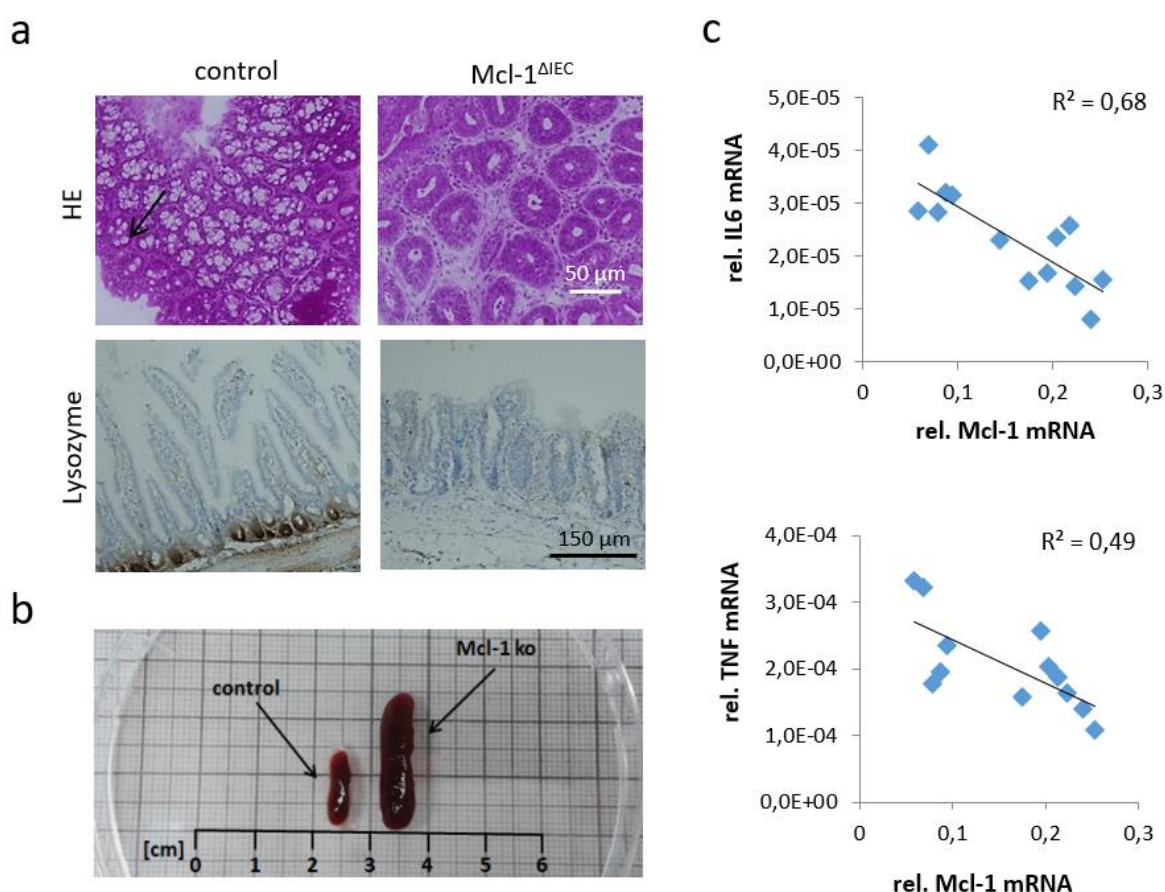 a
control
Mcl-1ΔIEC
HE
50 µm
Lysozyme
150 µm
b
control
Mcl-1 ko
[cm]
0 1 2 3 4 5 6
c
R² = 0,68
rel. IL6 mRNA
5,0E-05
4,0E-05
3,0E-05
2,0E-05
1,0E-05
0,0E+00
0 0,1 0,2 0,3
rel. Mcl-1 mRNA
R² = 0,49
rel. TNF mRNA
4,0E-04
3,0E-04
2,0E-04
1,0E-04
0,0E+00
0 0,1 0,2 0,3
rel. Mcl-1 mRNA